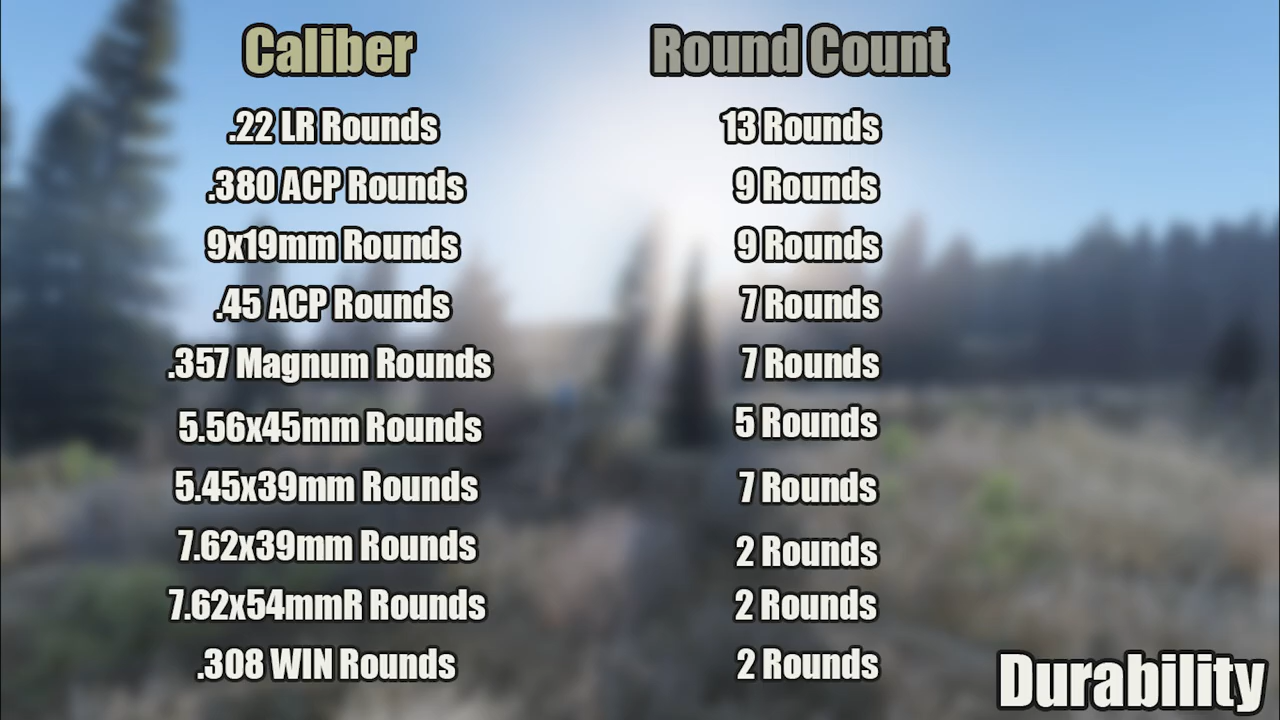 Caliber Round Count
.22 LR Rounds 13 Rounds
.380 ACP Rounds 9 Rounds
9x19mm Rounds 9 Rounds
.45 ACP Rounds 7 Rounds
.357 Magnum Rounds 7 Rounds
5.56x45mm Rounds 5 Rounds
5.45x39mm Rounds 7 Rounds
7.62x39mm Rounds 2 Rounds
7.62x54mmR Rounds 2 Rounds
.308 WIN Rounds 2 Rounds
Durability